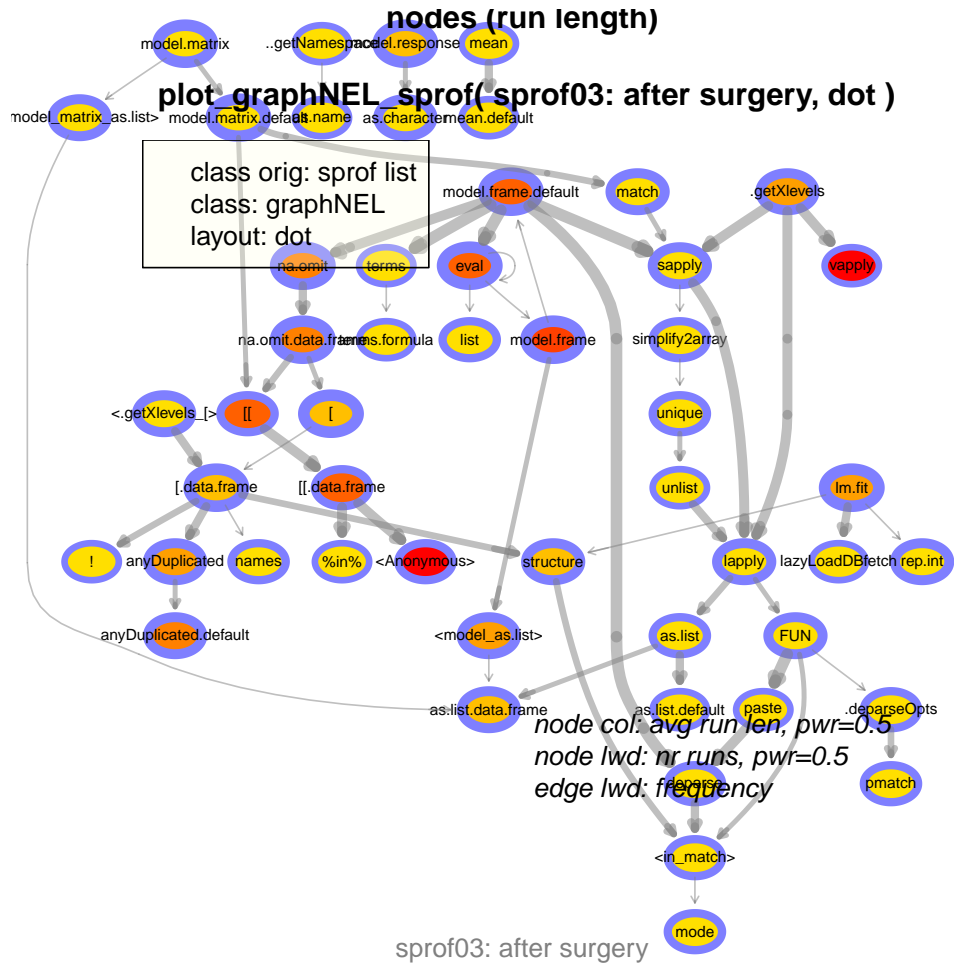 nodes (run length)
model.matrix
..getNamespace
model.response
mean
plot_graphNEL_sprof( sprof03: after surgery, dot )
model_matrix_as.list>
model.matrix.default
as.name
as.character
mean.default
class orig: sprof list
class: graphNEL
layout: dot
model.frame.default
match
.getXlevels
na.omit
terms
eval
sapply
vapply
na.omit.data.frame
terms.formula
list
model.frame
simplify2array
<.getXlevels_[>
[[
[
unique
[.data.frame
[[.data.frame
unlist
lm.fit
!
anyDuplicated
names
%in%
<Anonymous>
structure
lapply
lazyLoadDBfetch
rep.int
anyDuplicated.default
<model_as.list>
as.list
FUN
as.list.data.frame
as.list.default
paste
.deparseOpts
node col: avg run len, pwr=0.5
node lwd: nr runs, pwr=0.5
edge lwd: frequency
deparse
pmatch
<in_match>
mode
sprof03: after surgery